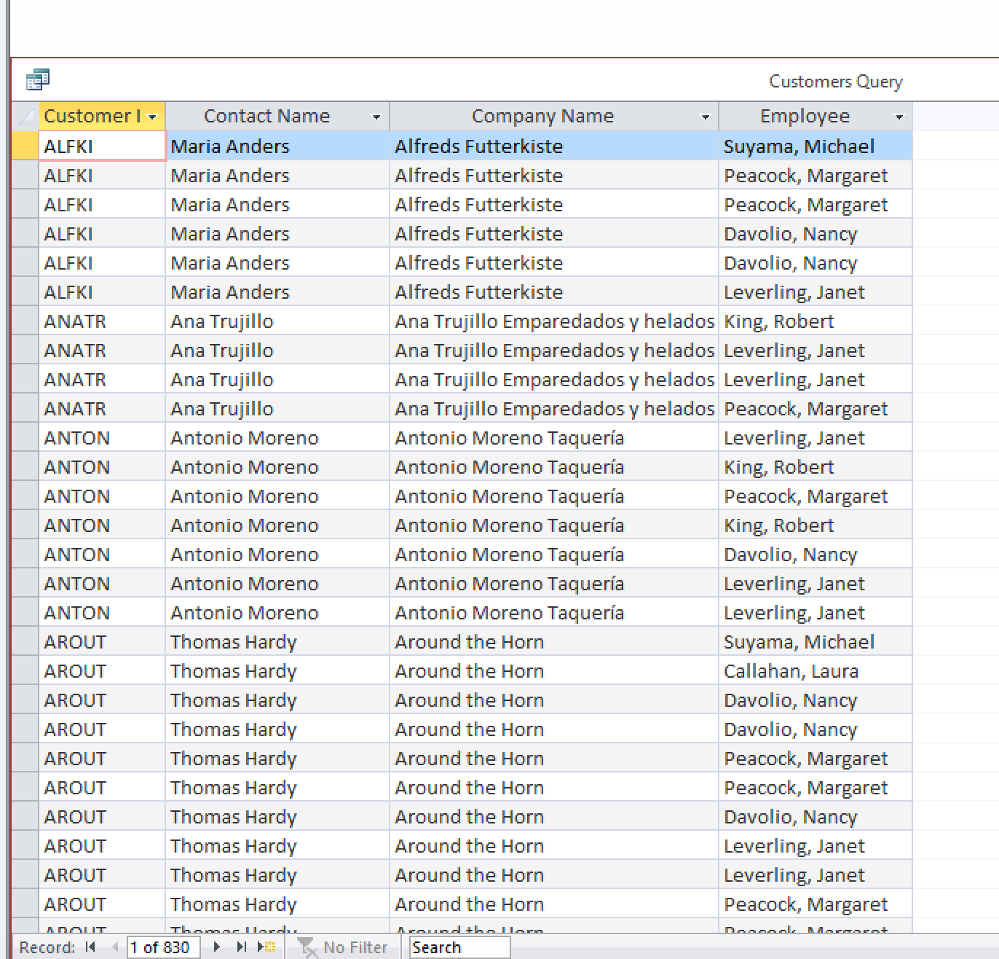 Customers Query
Customer I Contact Name Company Name Employee
ALFKI Maria Anders Alfreds Futterkiste Suyama, Michael
ALFKI Maria Anders Alfreds Futterkiste Peacock, Margaret
ALFKI Maria Anders Alfreds Futterkiste Peacock, Margaret
ALFKI Maria Anders Alfreds Futterkiste Davolio, Nancy
ALFKI Maria Anders Alfreds Futterkiste Davolio, Nancy
ALFKI Maria Anders Alfreds Futterkiste Leverling, Janet
ANATR Ana Trujillo Ana Trujillo Emparedados y helados King, Robert
ANATR Ana Trujillo Ana Trujillo Emparedados y helados Leverling, Janet
ANATR Ana Trujillo Ana Trujillo Emparedados y helados Leverling, Janet
ANATR Ana Trujillo Ana Trujillo Emparedados y helados Peacock, Margaret
ANTON Antonio Moreno Antonio Moreno Taquería Leverling, Janet
ANTON Antonio Moreno Antonio Moreno Taquería King, Robert
ANTON Antonio Moreno Antonio Moreno Taquería Peacock, Margaret
ANTON Antonio Moreno Antonio Moreno Taquería King, Robert
ANTON Antonio Moreno Antonio Moreno Taquería Davolio, Nancy
ANTON Antonio Moreno Antonio Moreno Taquería Leverling, Janet
ANTON Antonio Moreno Antonio Moreno Taquería Leverling, Janet
AROUT Thomas Hardy Around the Horn Suyama, Michael
AROUT Thomas Hardy Around the Horn Callahan, Laura
AROUT Thomas Hardy Around the Horn Davolio, Nancy
AROUT Thomas Hardy Around the Horn Davolio, Nancy
AROUT Thomas Hardy Around the Horn Peacock, Margaret
AROUT Thomas Hardy Around the Horn Peacock, Margaret
AROUT Thomas Hardy Around the Horn Davolio, Nancy
AROUT Thomas Hardy Around the Horn Leverling, Janet
AROUT Thomas Hardy Around the Horn Leverling, Janet
AROUT Thomas Hardy Around the Horn Peacock, Margaret
AROUT Thomas Hardy Around the Horn Peacock, Margaret
Record: 1 of 830 No Filter Search